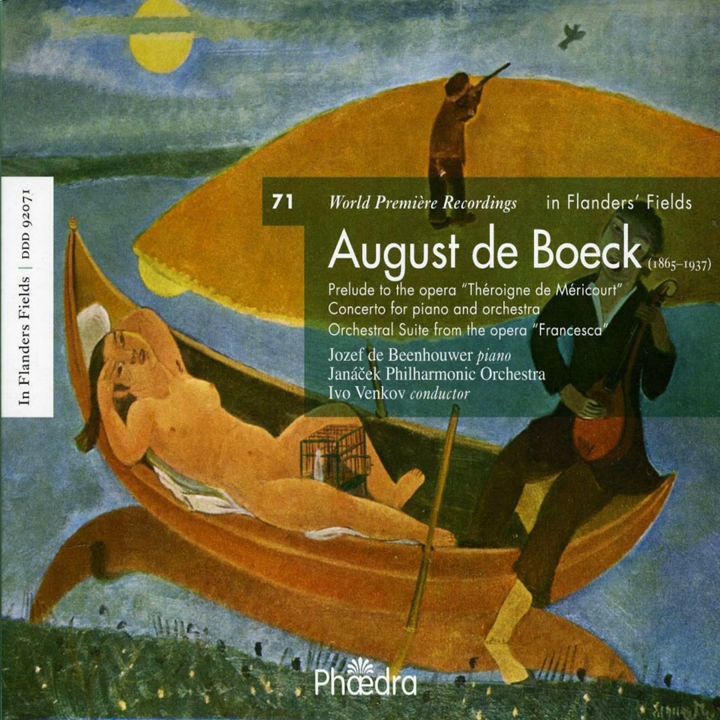 In Flanders Fields | DDD 92071
71 World Première Recordings in Flanders' Fields
August de Boeck (1865–1937)
Prelude to the opera "Théroigne de Méricourt"
Concerto for piano and orchestra
Orchestral Suite from the opera "Francesca"
Jozef de Beenhouwer piano
Janáček Philharmonic Orchestra
Ivo Venkov conductor
Phædra